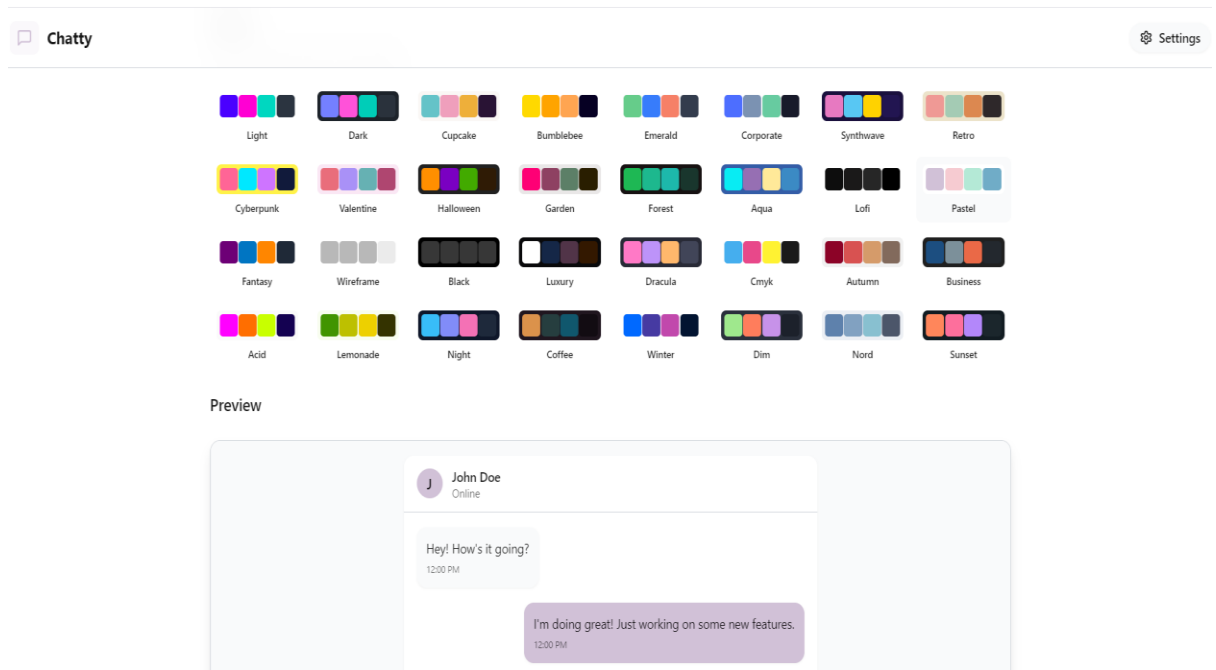 Chatty
Settings
Light Dark Cupcake Bumblebee Emerald Corporate Synthwave Retro
Cyberpunk Valentine Halloween Garden Forest Aqua Lofi Pastel
Fantasy Wireframe Black Luxury Dracula Cmyk Autumn Business
Acid Lemonade Night Coffee Winter Dim Nord Sunset
Preview
J
John Doe
Online
Hey! How's it going?
12:00 PM
I'm doing great! Just working on some new features.
12:00 PM